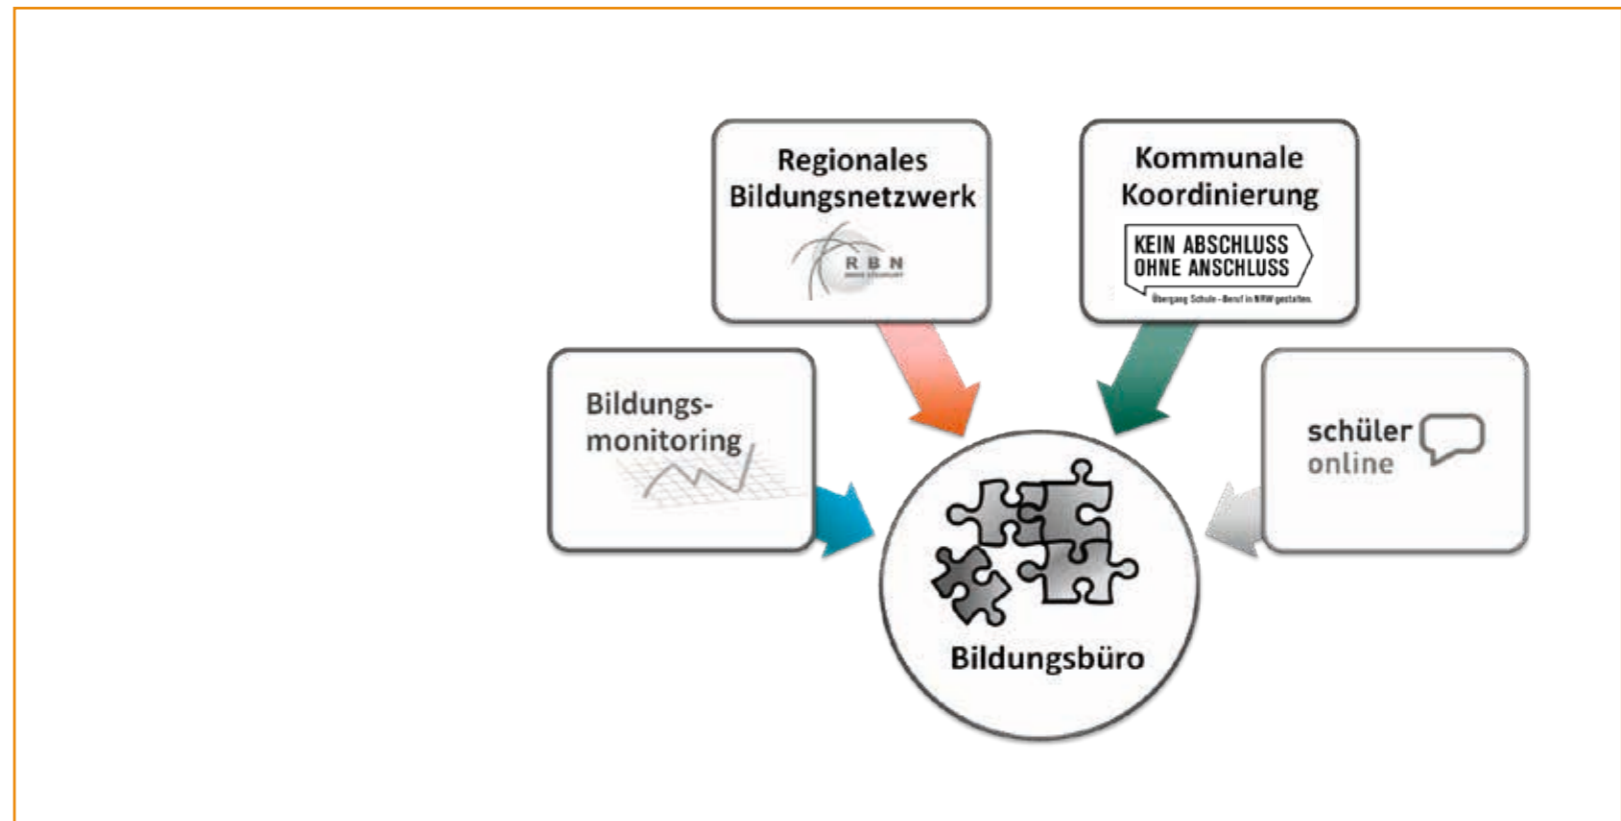 Regionales
Bildungsnetzwerk
R B N
Kommunale
Koordinierung
KEIN ABSCHLUSS
OHNE ANSCHLUSS
Übergang Schule - Beruf in NRW gestalten.
Bildungs-
monitoring
schüler
online
Bildungsbüro